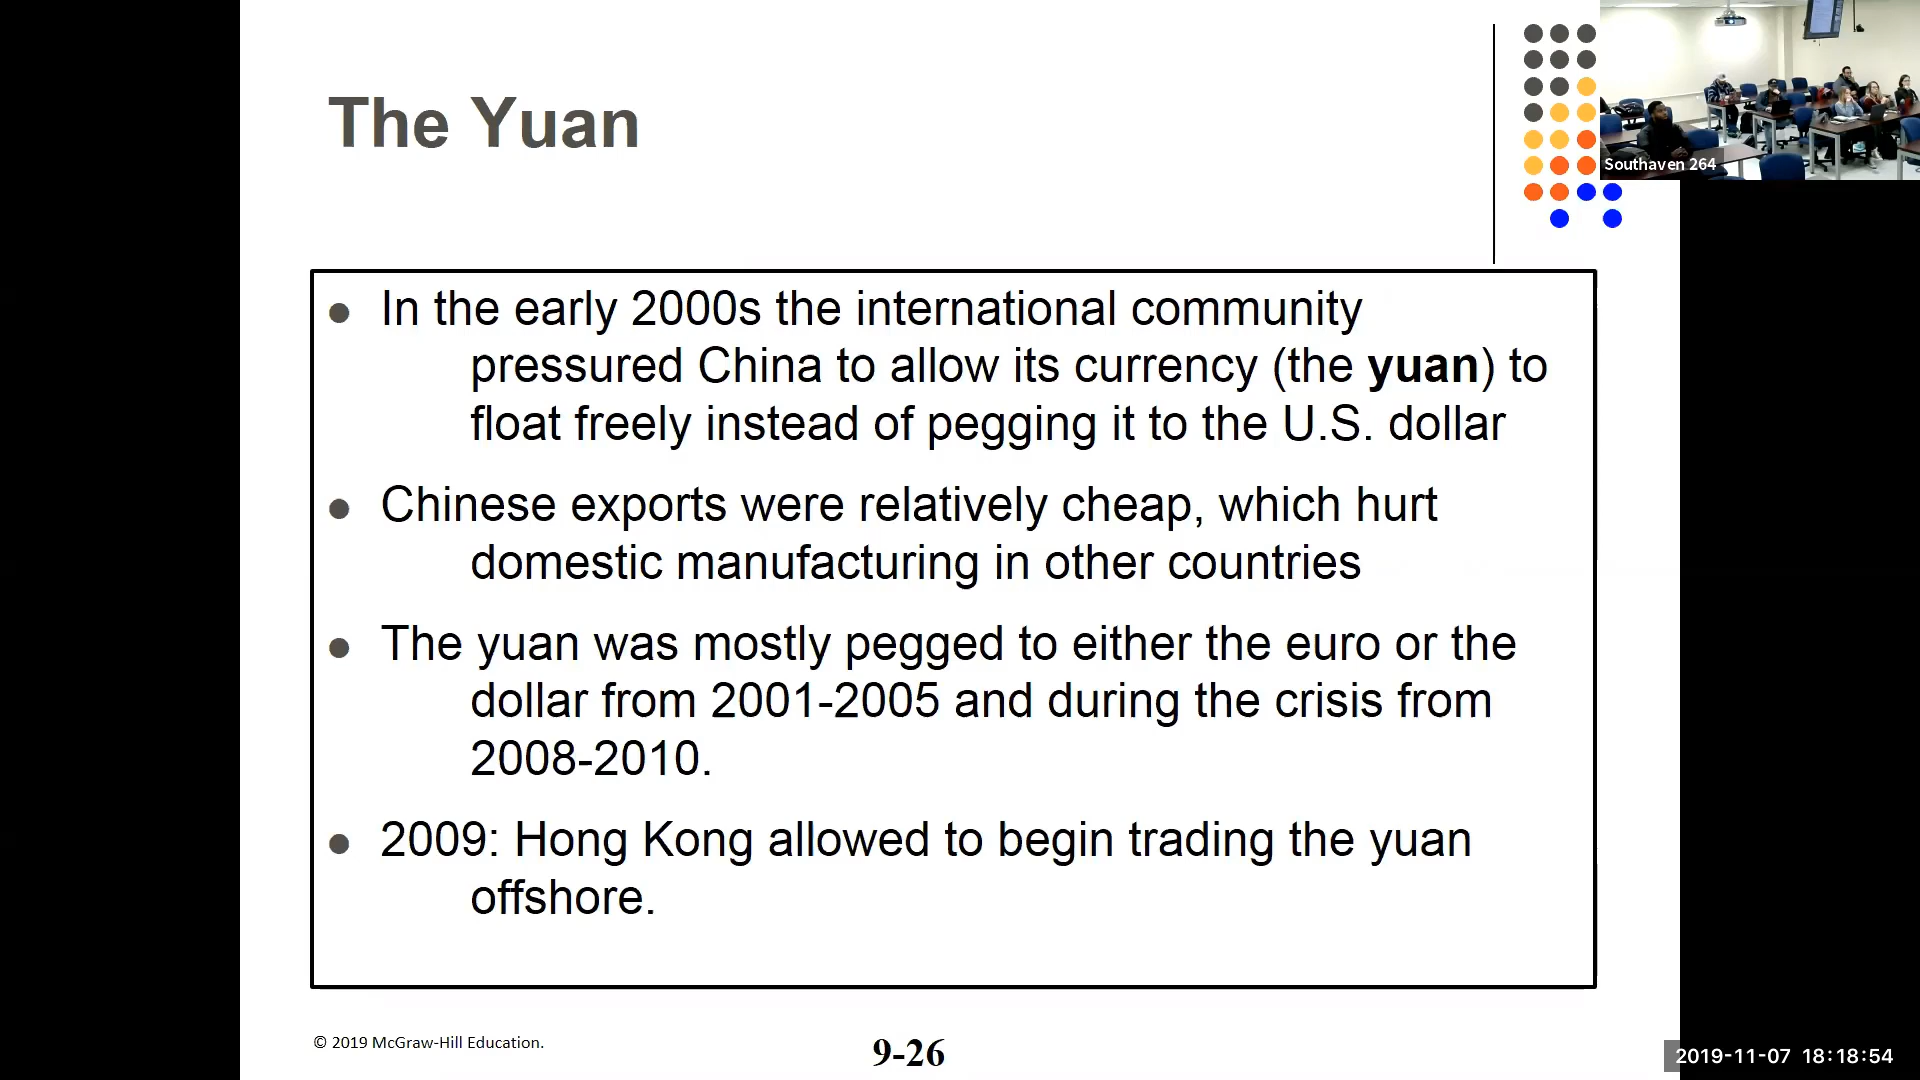 The Yuan
Southaven 264
In the early 2000s the international community
pressured China to allow its currency (the yuan) to
float freely instead of pegging it to the U.S. dollar
Chinese exports were relatively cheap, which hurt
domestic manufacturing in other countries
The yuan was mostly pegged to either the euro or the
dollar from 2001-2005 and during the crisis from
2008-2010.
2009: Hong Kong allowed to begin trading the yuan
offshore.
© 2019 McGraw-Hill Education.
9-26
2019-11-07 18:18:54